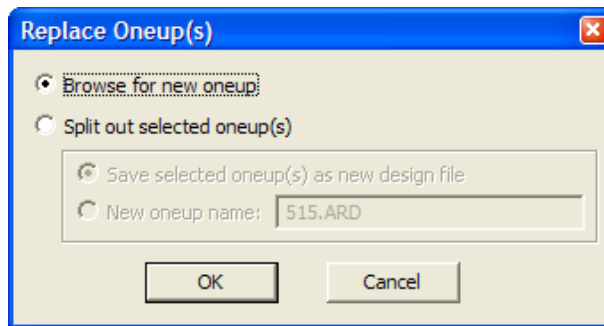 Replace Oneup(s)
Browse for new oneup
Split out selected oneup(s)
Save selected oneup(s) as new design file
New oneup name: 515.ARD
OK Cancel